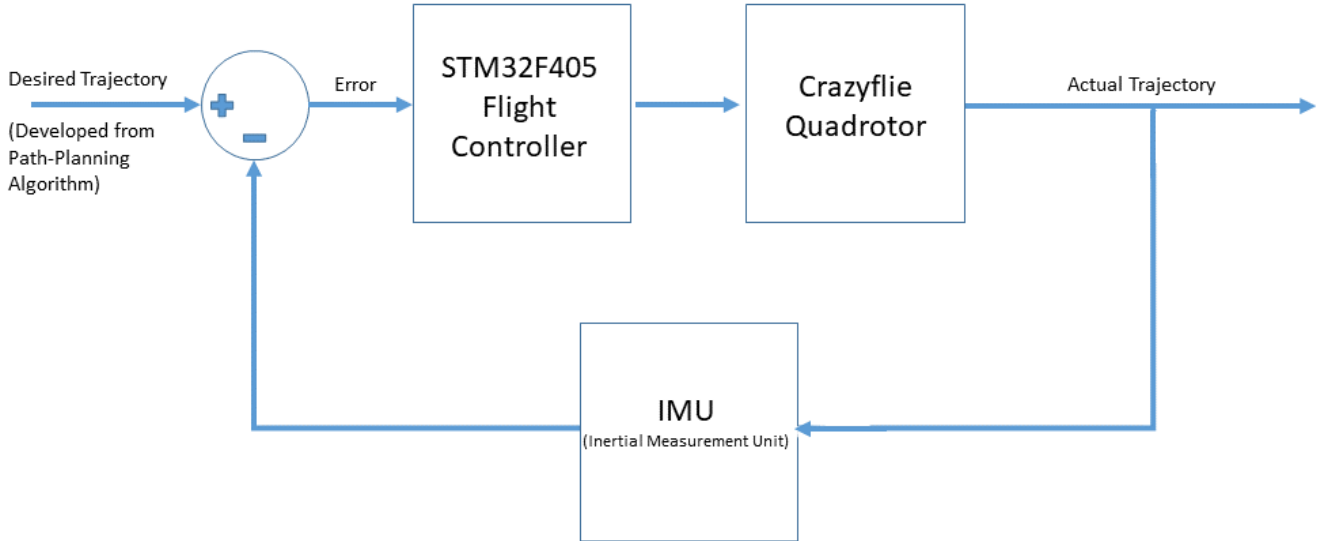 Desired Trajectory
(Developed from
Path-Planning
Algorithm)
Error
STM32F405
Flight
Controller
Crazyflie
Quadrotor
Actual Trajectory
IMU
(Inertial Measurement Unit)